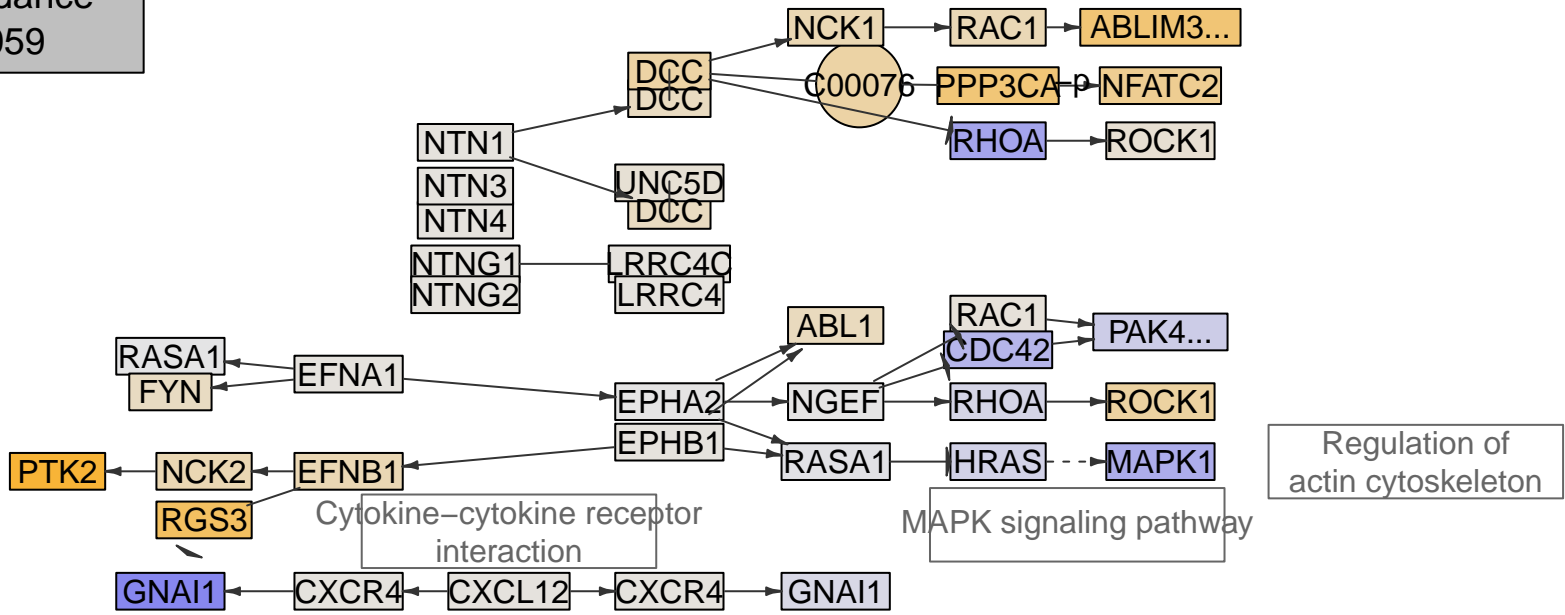 959
NCK1
RAC1
ABLIM3...
DCC
DCC
C00076
PPP3CA
+p
NFATC2
NTN1
RHOA
ROCK1
NTN3
NTN4
UNC5D
DCC
NTNG1
NTNG2
LRRC4C
LRRC4
ABL1
RAC1
CDC42
PAK4...
RASA1
FYN
EFNA1
EPHA2
NGEF
RHOA
ROCK1
EPHB1
RASA1
HRAS
MAPK1
Regulation of
actin cytoskeleton
PTK2
NCK2
EFNB1
RGS3
Cytokine−cytokine receptor
interaction
MAPK signaling pathway
GNAI1
CXCR4
CXCL12
CXCR4
GNAI1